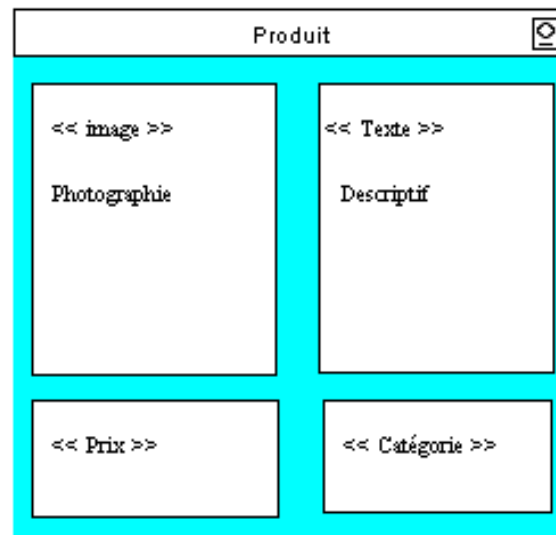 Produit
<< image >>
Photographie
<< Texte >>
Descriptif
<< Prix >>
<< Catégorie >>